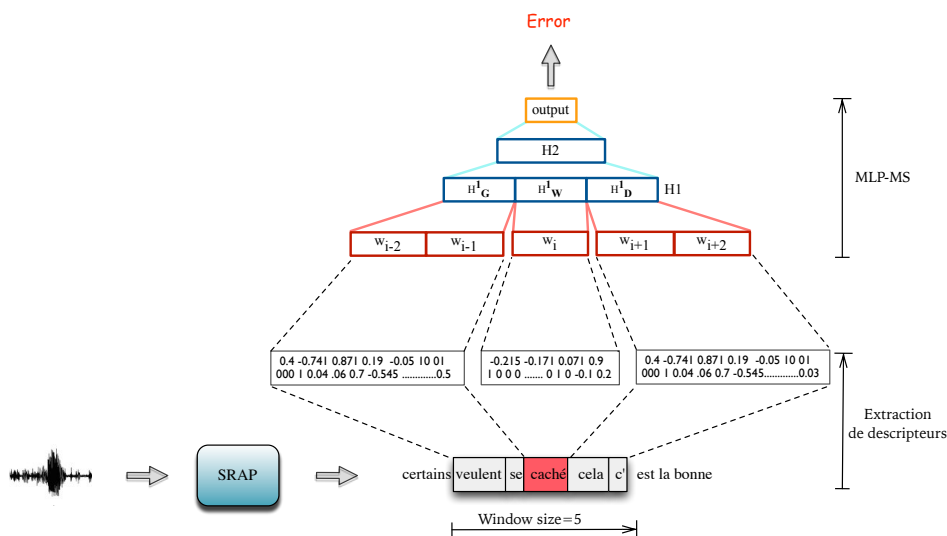 Error
output
H2
H¹G H¹W H¹D H1
MLP-MS
wi-2 wi-1 wi wi+1 wi+2
0.4 -0.741 0.871 0.19 -0.05 10 01
000 1 0.04 .06 0.7 -0.545 ............0.5
-0.215 -0.171 0.071 0.9
1 0 0 0 ....... 0 1 0 -0.1 0.2
0.4 -0.741 0.871 0.19 -0.05 10 01
000 1 0.04 .06 0.7 -0.545............0.03
Extraction
de descripteurs
SRAP
certains veulent se caché cela c' est la bonne
Window size=5